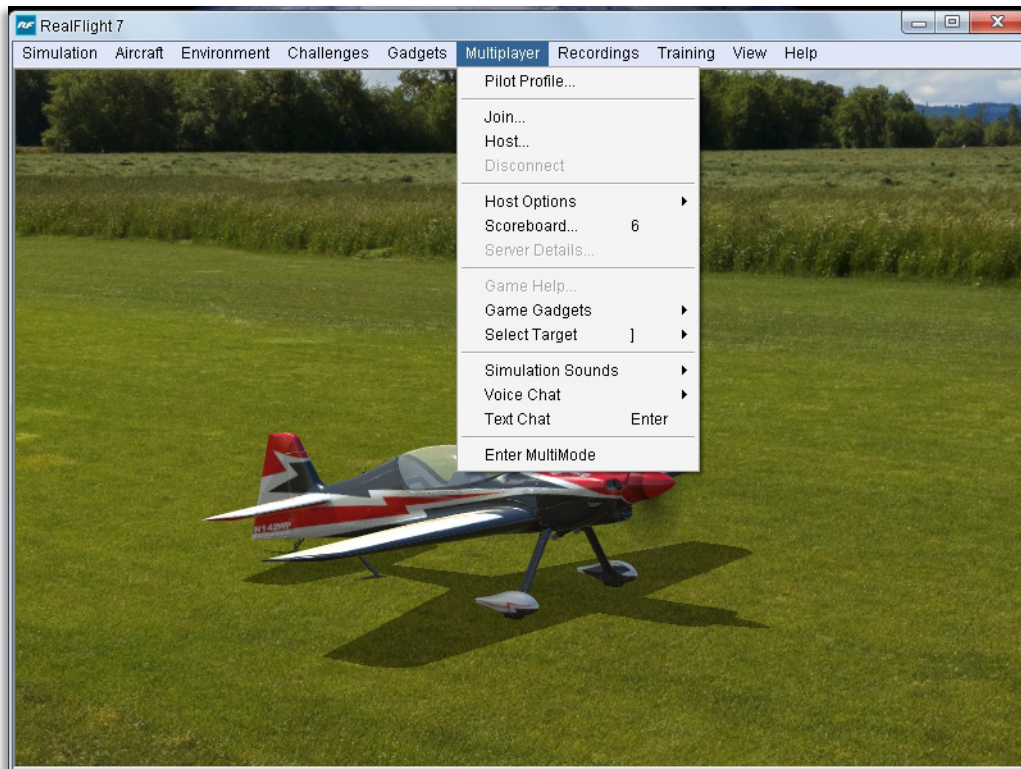 RF RealFlight 7
Simulation Aircraft Environment Challenges Gadgets Multiplayer Recordings Training View Help
Pilot Profile...
Join...
Host...
Disconnect
Host Options
Scoreboard... 6
Server Details...
Game Help...
Game Gadgets
Select Target ]
Simulation Sounds
Voice Chat
Text Chat Enter
Enter MultiMode
N142WP